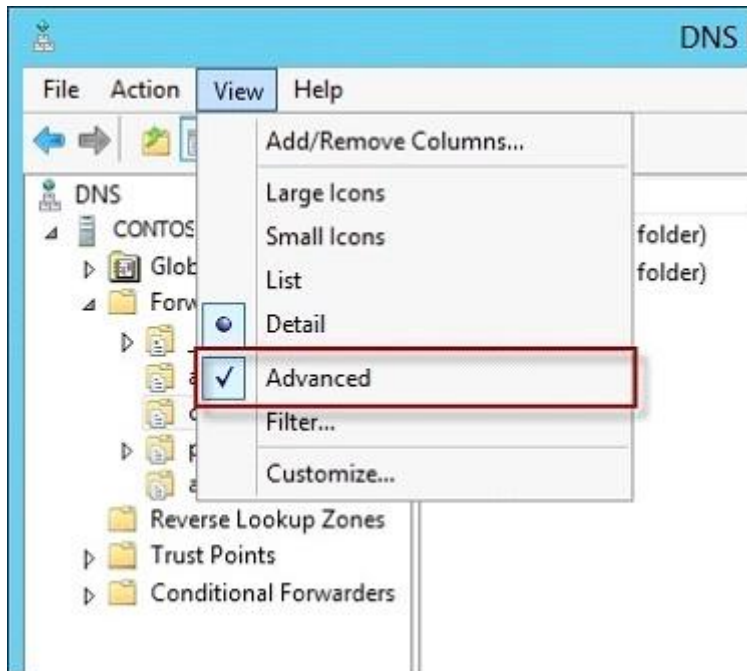 DNS
File Action View Help
Add/Remove Columns...
Large Icons
Small Icons
List
Detail
Advanced
Filter...
Customize...
DNS
CONTOS
Glob
Forw
Reverse Lookup Zones
Trust Points
Conditional Forwarders
folder)
folder)